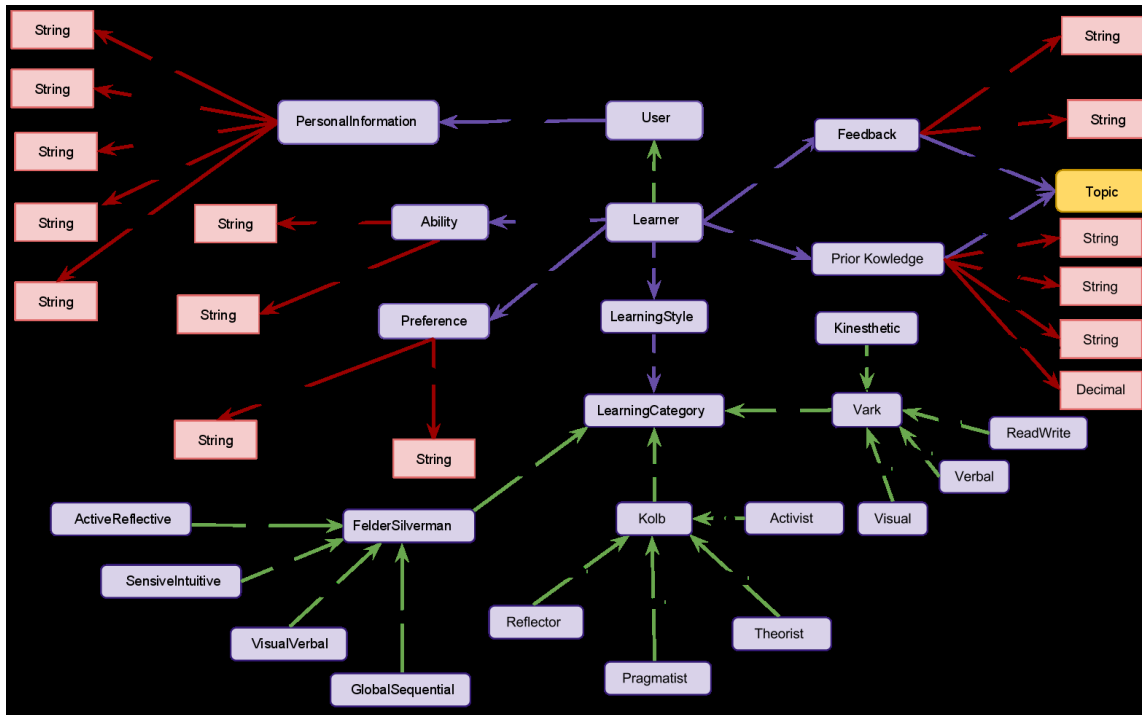 String
String
String
String
String
PersonalInformation
User
Feedback
String
String
Topic
String
Ability
Learner
Prior Kowledge
String
String
String
Decimal
String
Preference
LearningStyle
Kinesthetic
String
String
LearningCategory
Vark
ReadWrite
Verbal
Visual
ActiveReflective
FelderSilverman
Kolb
Activist
SensiveIntuitive
VisualVerbal
GlobalSequential
Reflector
Pragmatist
Theorist
String